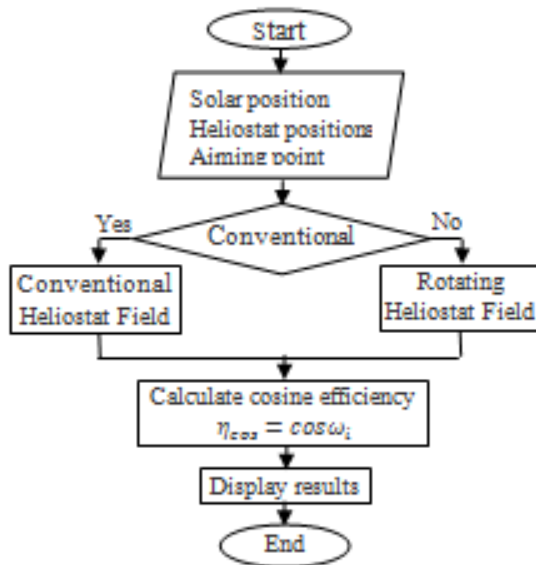 Start
Solar position
Heliostat positions
Aiming point
Yes
No
Conventional
Conventional
Heliostat Field
Rotating
Heliostat Field
Calculate cosine efficiency
η_cos = cosω_i
Display results
End